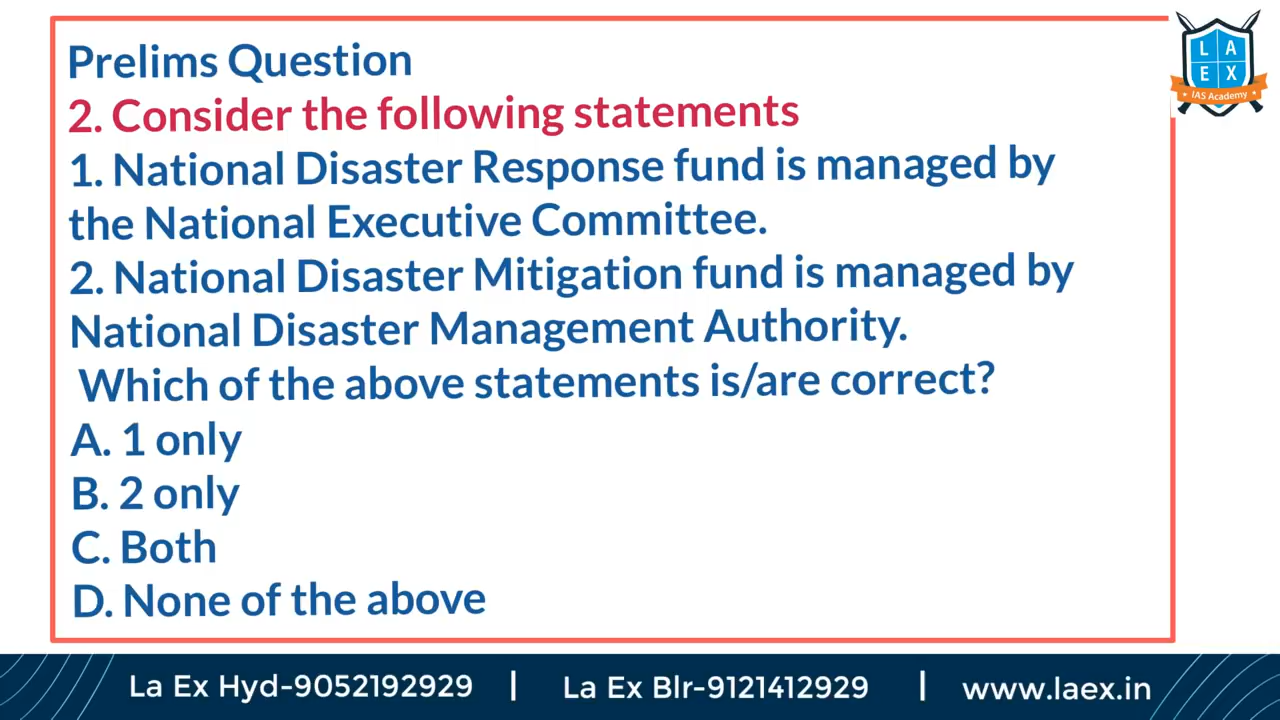 Prelims Question
2. Consider the following statements
1. National Disaster Response fund is managed by
the National Executive Committee.
2. National Disaster Mitigation fund is managed by
National Disaster Management Authority.
Which of the above statements is/are correct?
A. 1 only
B. 2 only
C. Both
D. None of the above
L A
E X
IAS Academy
La Ex Hyd-9052192929 | La Ex Blr-9121412929 | www.laex.in